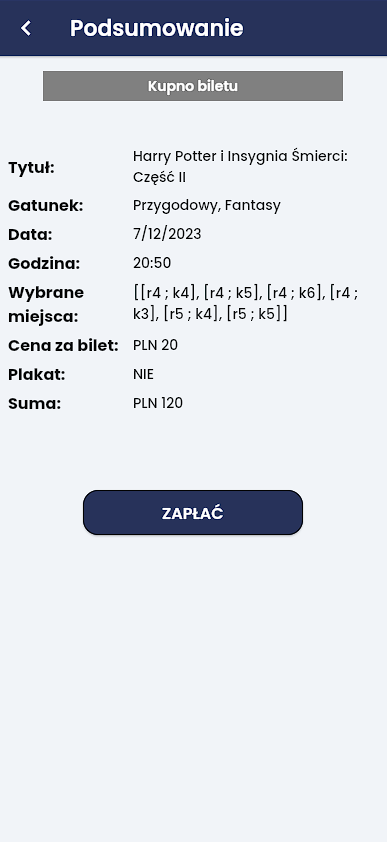 Podsumowanie
Kupno biletu
Tytuł:
Harry Potter i Insygnia Śmierci:
Część II
Gatunek:
Przygodowy, Fantasy
Data:
7/12/2023
Godzina:
20:50
Wybrane
miejsca:
[[r4 ; k4], [r4 ; k5], [r4 ; k6], [r4 ;
k3], [r5 ; k4], [r5 ; k5]]
Cena za bilet:
PLN 20
Plakat:
NIE
Suma:
PLN 120
ZAPŁAĆ